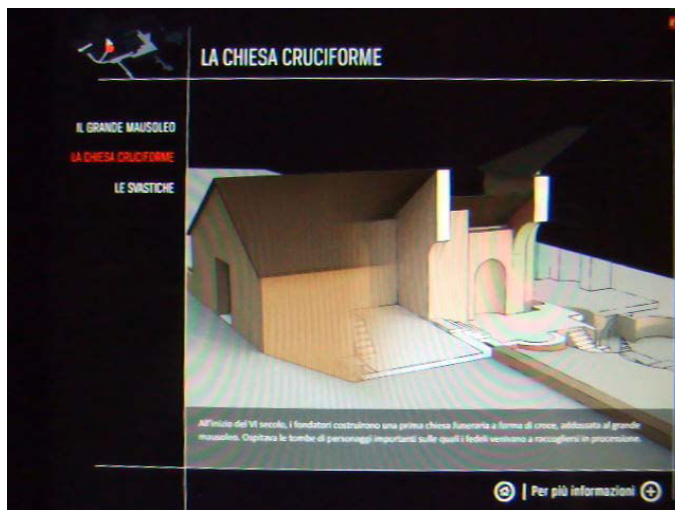 LA CHIESA CRUCIFORME
IL GRANDE MAUSOLEO
LA CHIESA CRUCIFORME
LE SVASTICHE
All'inizio del VI secolo, i fondatori costruirono una prima chiesa funeraria a forma di croce, addossata al grande
mausoleo. Ospitava le tombe di personaggi importanti sulle quali i fedeli venivano a raccogliersi in processione.
| Per più informazioni +